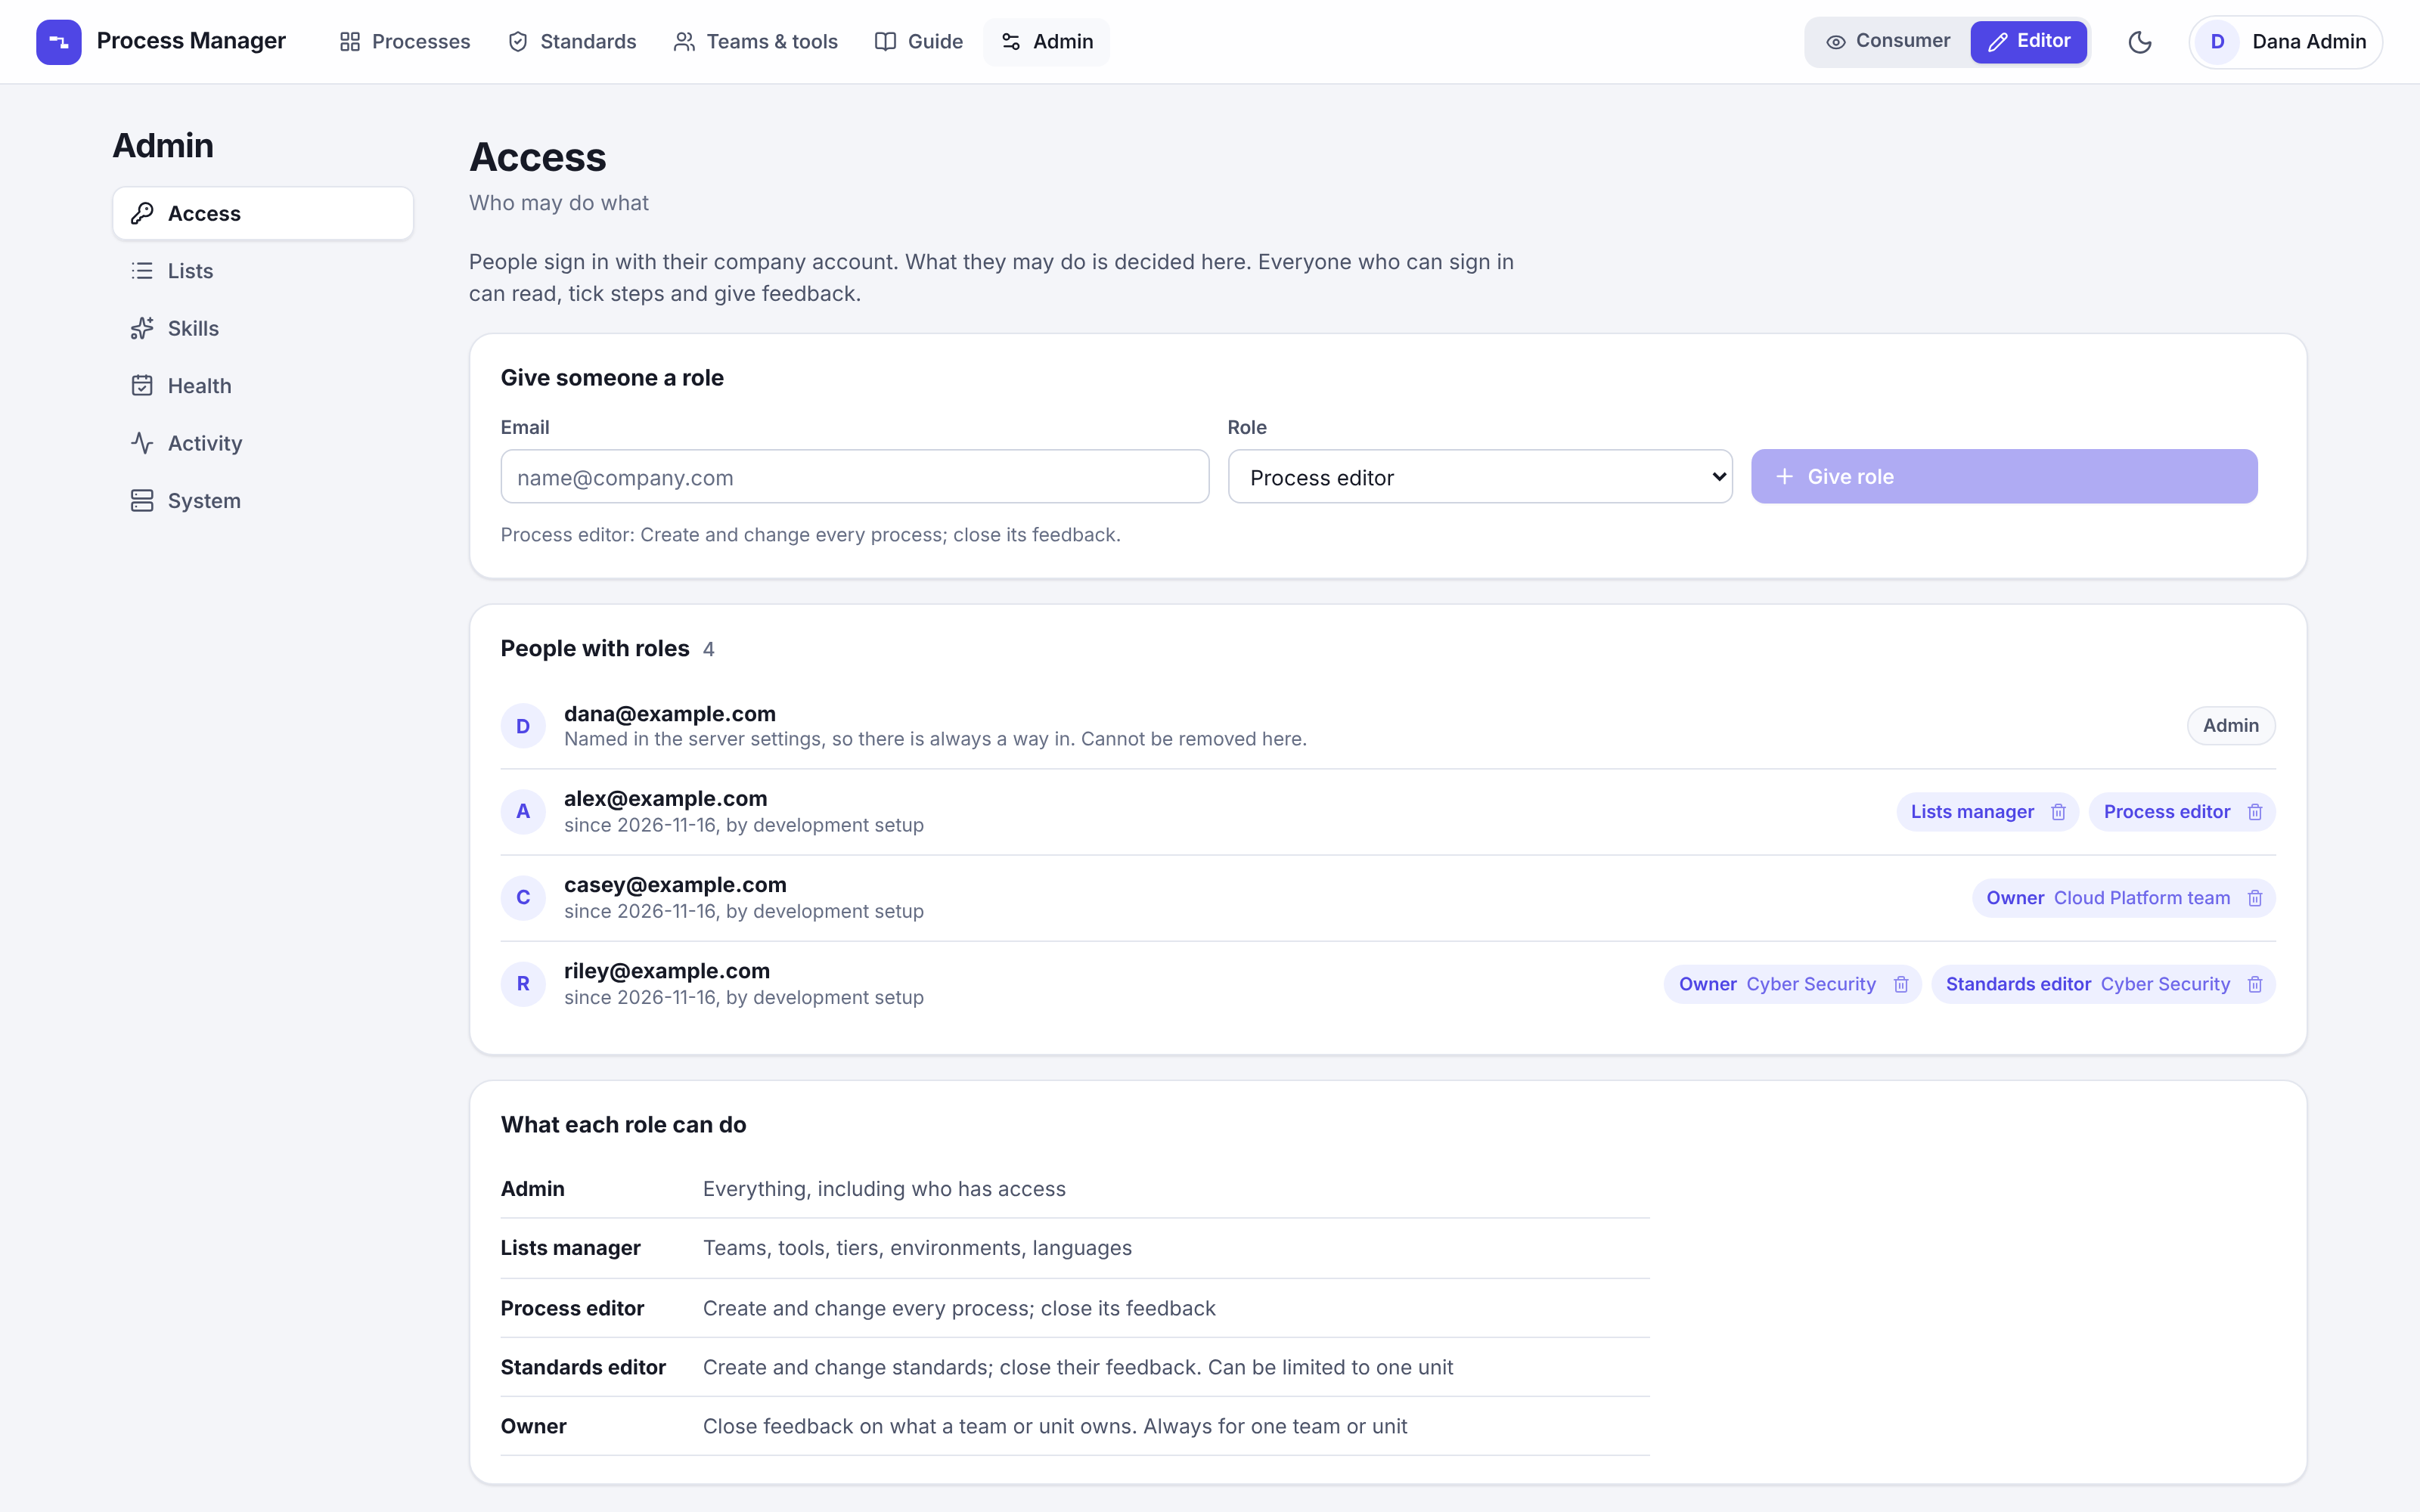 Process Manager
Processes
Standards
Teams & tools
Guide
Admin
Consumer
Editor
D
Dana Admin
Admin
Access
Lists
Skills
Health
Activity
System
Access
Who may do what
People sign in with their company account. What they may do is decided here. Everyone who can sign in
can read, tick steps and give feedback.
Give someone a role
Email
Role
name@company.com
Process editor
Give role
Process editor: Create and change every process; close its feedback.
People with roles 4
D
dana@example.com
Named in the server settings, so there is always a way in. Cannot be removed here.
Admin
A
alex@example.com
since 2026-11-16, by development setup
Lists manager
Process editor
C
casey@example.com
since 2026-11-16, by development setup
Owner Cloud Platform team
R
riley@example.com
since 2026-11-16, by development setup
Owner Cyber Security
Standards editor Cyber Security
What each role can do
Admin Everything, including who has access
Lists manager Teams, tools, tiers, environments, languages
Process editor Create and change every process; close its feedback
Standards editor Create and change standards; close their feedback. Can be limited to one unit
Owner Close feedback on what a team or unit owns. Always for one team or unit